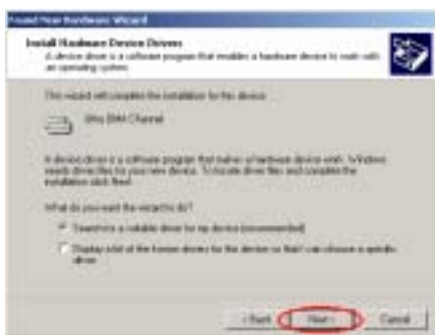 Found New Hardware Wizard
Install Hardware Device Drivers
A device driver is a software program that enables a hardware device to work with
an operating system.
This wizard will complete the installation for this device:
Channel
A device driver is a software program that makes a hardware device work. Windows
needs driver files for your new device. To locate driver files and complete the
installation click Next.
What do you want the wizard to do?
Search for a suitable driver for my device (recommended)
Display a list of the known drivers for this device so that I can choose a specific
driver
< Back
Next >
Cancel